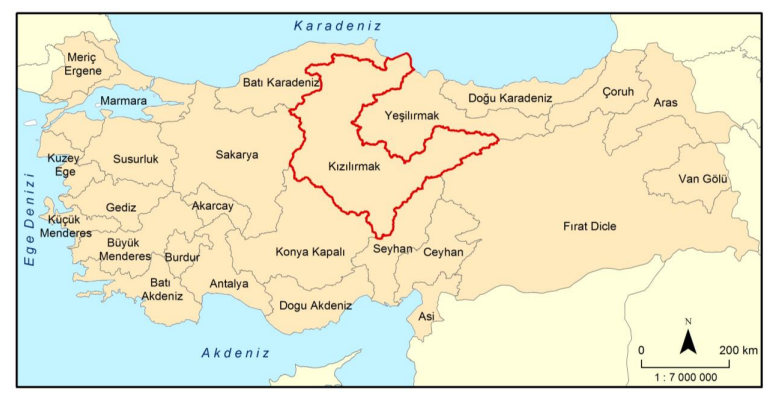 Karadeniz
Meriç
Ergene
Batı Karadeniz
Marmara
Doğu Karadeniz
Çoruh
Aras
Yeşilırmak
Kuzey
Ege
Susurluk
Sakarya
Kızılırmak
Van Gölü
Ege Denizi
Gediz
Akarcay
Küçük
Menderes
Fırat Dicle
Büyük
Menderes
Burdur
Konya Kapalı
Seyhan
Ceyhan
Batı
Akdeniz
Antalya
Dogu Akdeniz
Asi
Akdeniz
N
0 200 km
1 : 7 000 000